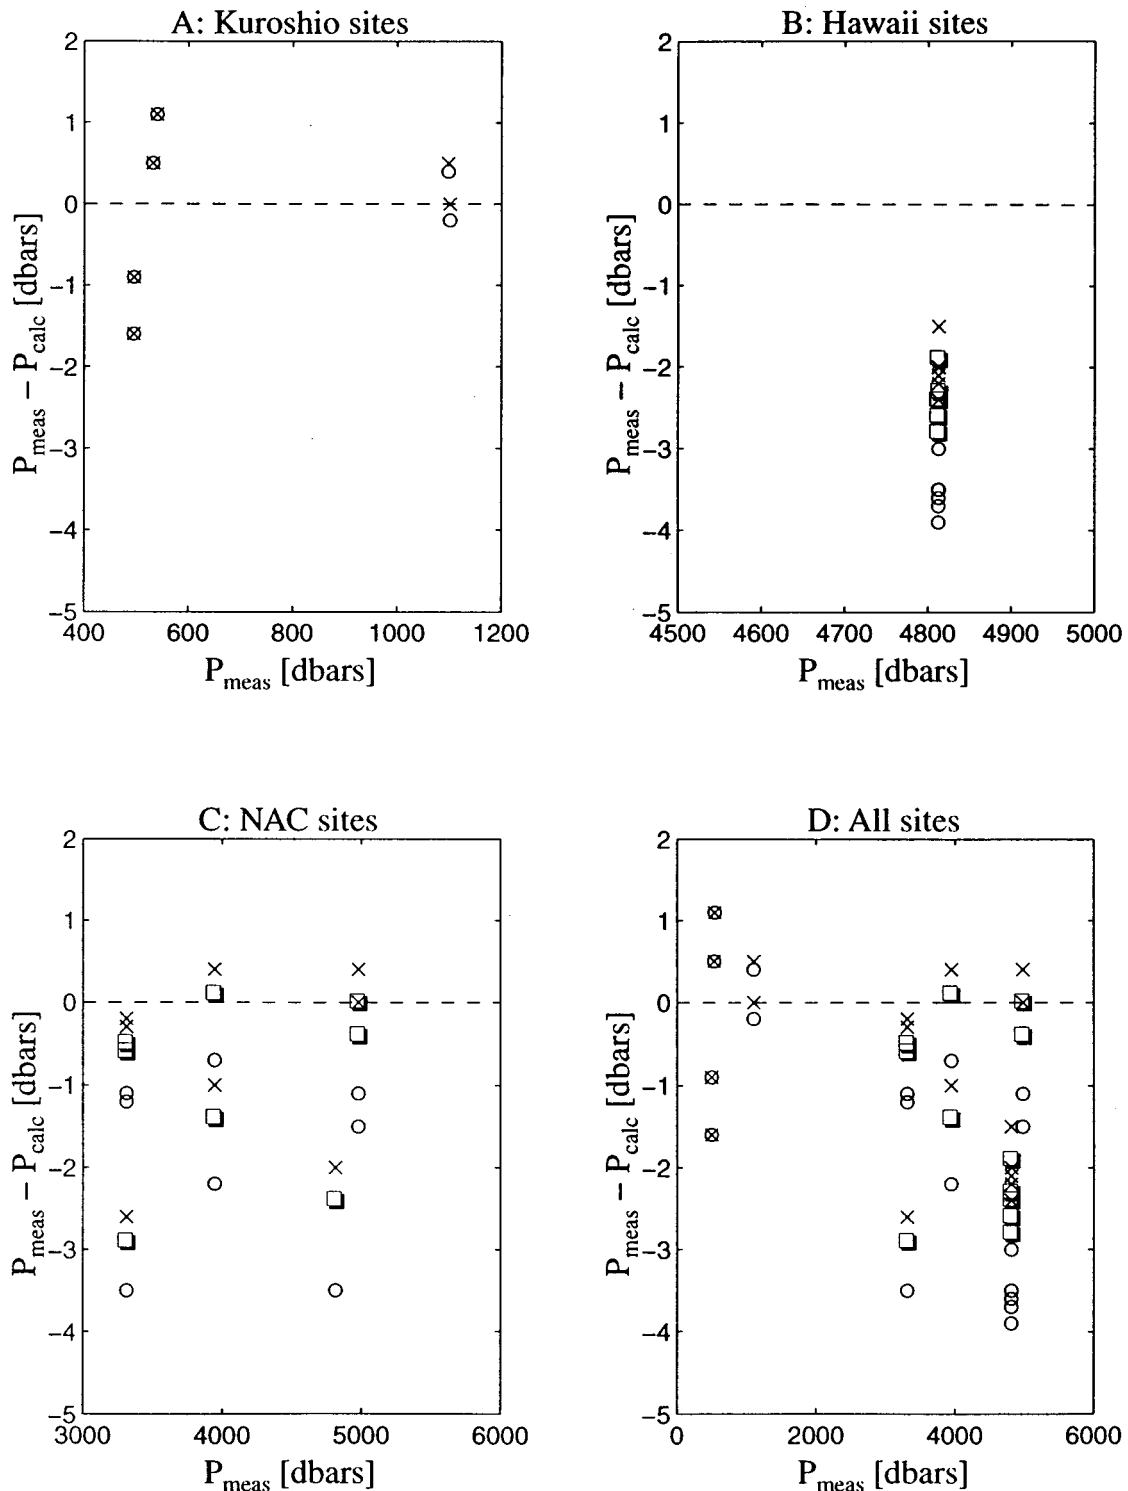 A: Kuroshio sites
2
1
0
−1
−2
−3
−4
−5
P_meas − P_calc [dbars]
400 600 800 1000 1200
P_meas [dbars]
B: Hawaii sites
2
1
0
−1
−2
−3
−4
−5
P_meas − P_calc [dbars]
4500 4600 4700 4800 4900 5000
P_meas [dbars]
C: NAC sites
2
1
0
−1
−2
−3
−4
−5
P_meas − P_calc [dbars]
3000 4000 5000 6000
P_meas [dbars]
D: All sites
2
1
0
−1
−2
−3
−4
−5
P_meas − P_calc [dbars]
0 2000 4000 6000
P_meas [dbars]